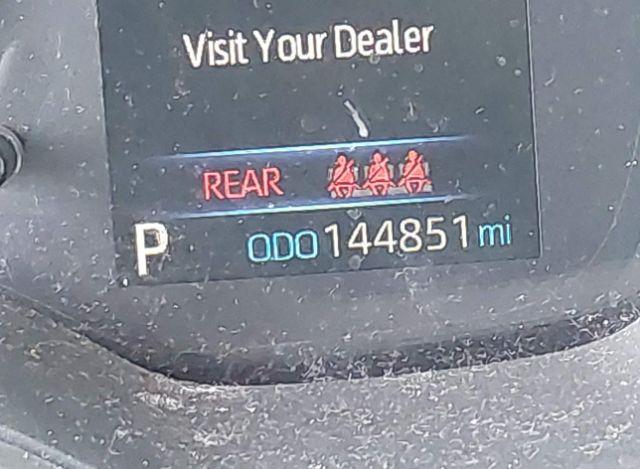 Visit Your Dealer
REAR
P ODO 144851 mi